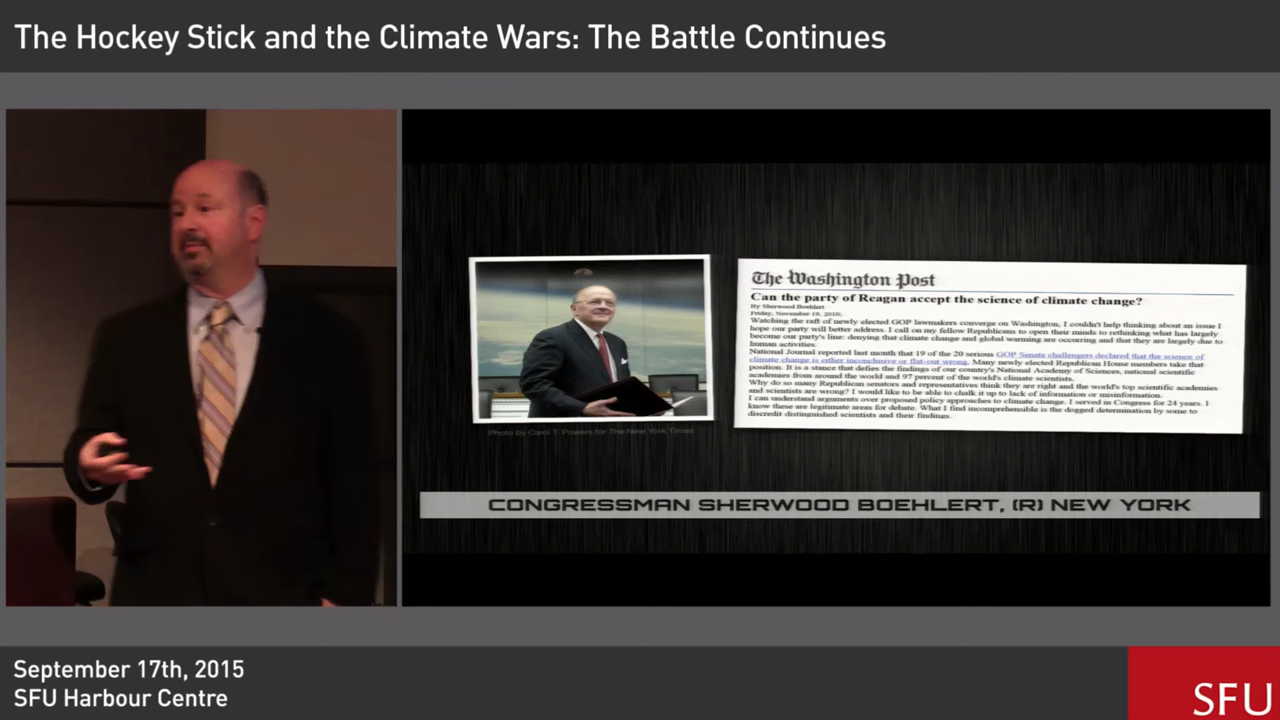 The Hockey Stick and the Climate Wars: The Battle Continues
The Washington Post
Can the party of Reagan accept the science of climate change?
By Sherwood Boehlert
Friday, November 19, 2010;
Watching the raft of newly elected GOP lawmakers converge on Washington, I couldn't help thinking about an issue I
hope our party will better address. I call on my fellow Republicans to open their minds to rethinking what has largely
become our party's line: denying that climate change and global warming are occurring and that they are largely due to
human activities.
National Journal reported last month that 19 of the 20 serious GOP Senate challengers declared that the science of
climate change is either inconclusive or flat-out wrong. Many newly elected Republican House members take that
position. It is a stance that defies the findings of our country's National Academy of Sciences, national scientific
academies from around the world and 97 percent of the world's climate scientists.
Why do so many Republican senators and representatives think they are right and the world's top scientific academies
and scientists are wrong? I would like to be able to chalk it up to lack of information or misinformation.
I can understand arguments over proposed policy approaches to climate change. I served in Congress for 24 years. I
know these are legitimate areas for debate. What I find incomprehensible is the dogged determination by some to
discredit distinguished scientists and their findings.
Photo by Carol T. Powers for The New York Times
CONGRESSMAN SHERWOOD BOEHLERT, (R) NEW YORK
September 17th, 2015
SFU Harbour Centre
SFU